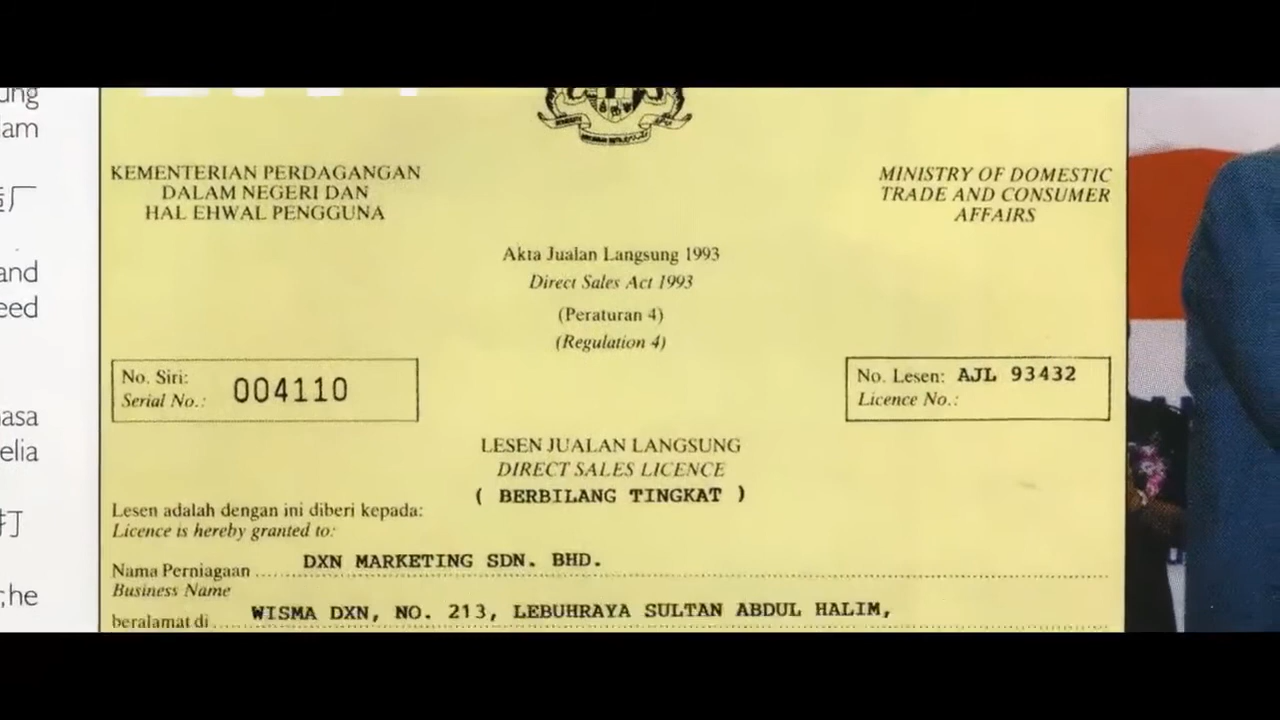 ung
lam
KEMENTERIAN PERDAGANGAN
DALAM NEGERI DAN
HAL EHWAL PENGGUNA
MINISTRY OF DOMESTIC
TRADE AND CONSUMER
AFFAIRS
厂
Akta Jualan Langsung 1993
Direct Sales Act 1993
and
(Peraturan 4)
eed
(Regulation 4)
No. Siri: 004110
Serial No.:
No. Lesen: AJL 93432
Licence No.:
asa
elia
LESEN JUALAN LANGSUNG
DIRECT SALES LICENCE
( BERBILANG TINGKAT )
Lesen adalah dengan ini diberi kepada:
Licence is hereby granted to:
打
Nama Perniagaan DXN MARKETING SDN. BHD.
Business Name
he
beralamat di WISMA DXN, NO. 213, LEBUHRAYA SULTAN ABDUL HALIM,